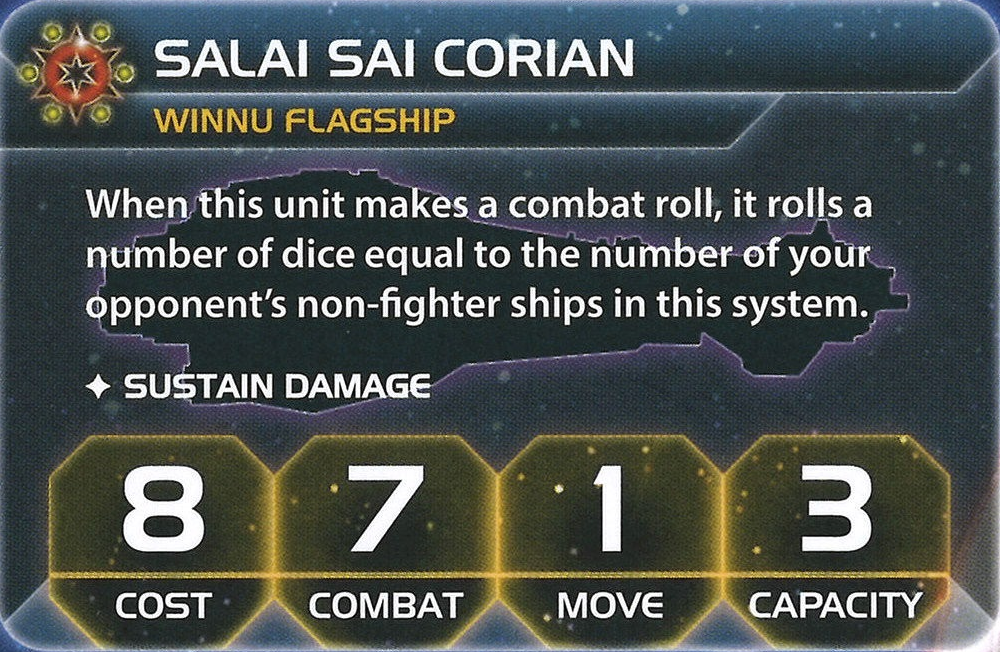 SALAI SAI CORIAN
WINNU FLAGSHIP
When this unit makes a combat roll, it rolls a
number of dice equal to the number of your
opponent’s non-fighter ships in this system.
✦ SUSTAIN DAMAGE
8 7 1 3
COST COMBAT MOVE CAPACITY